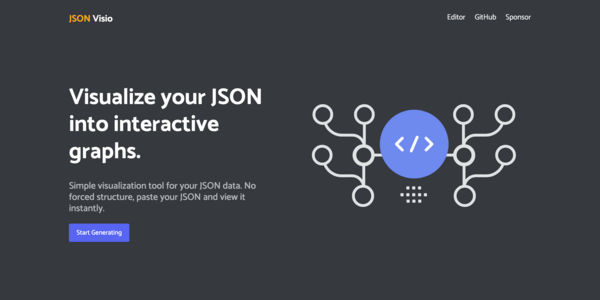 JSON Visio
Editor GitHub Sponsor
Visualize your JSON
into interactive
graphs.
</>
Simple visualization tool for your JSON data. No
forced structure, paste your JSON and view it
instantly.
Start Generating